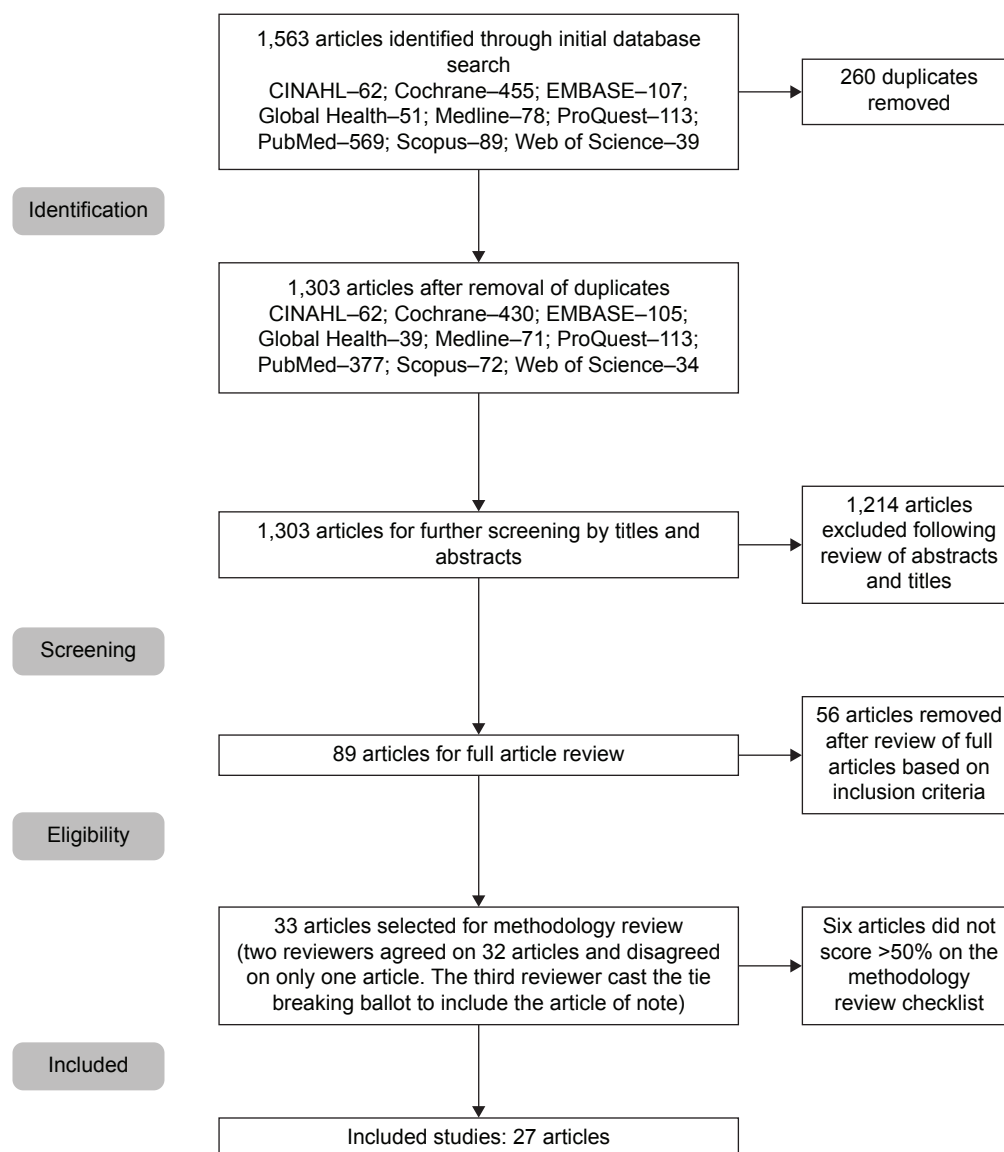 1,563 articles identified through initial database
search
CINAHL–62; Cochrane–455; EMBASE–107;
Global Health–51; Medline–78; ProQuest–113;
PubMed–569; Scopus–89; Web of Science–39
260 duplicates
removed
Identification
1,303 articles after removal of duplicates
CINAHL–62; Cochrane–430; EMBASE–105;
Global Health–39; Medline–71; ProQuest–113;
PubMed–377; Scopus–72; Web of Science–34
1,303 articles for further screening by titles and
abstracts
1,214 articles
excluded following
review of abstracts
and titles
Screening
89 articles for full article review
56 articles removed
after review of full
articles based on
inclusion criteria
Eligibility
33 articles selected for methodology review
(two reviewers agreed on 32 articles and disagreed
on only one article. The third reviewer cast the tie
breaking ballot to include the article of note)
Six articles did not
score >50% on the
methodology
review checklist
Included
Included studies: 27 articles